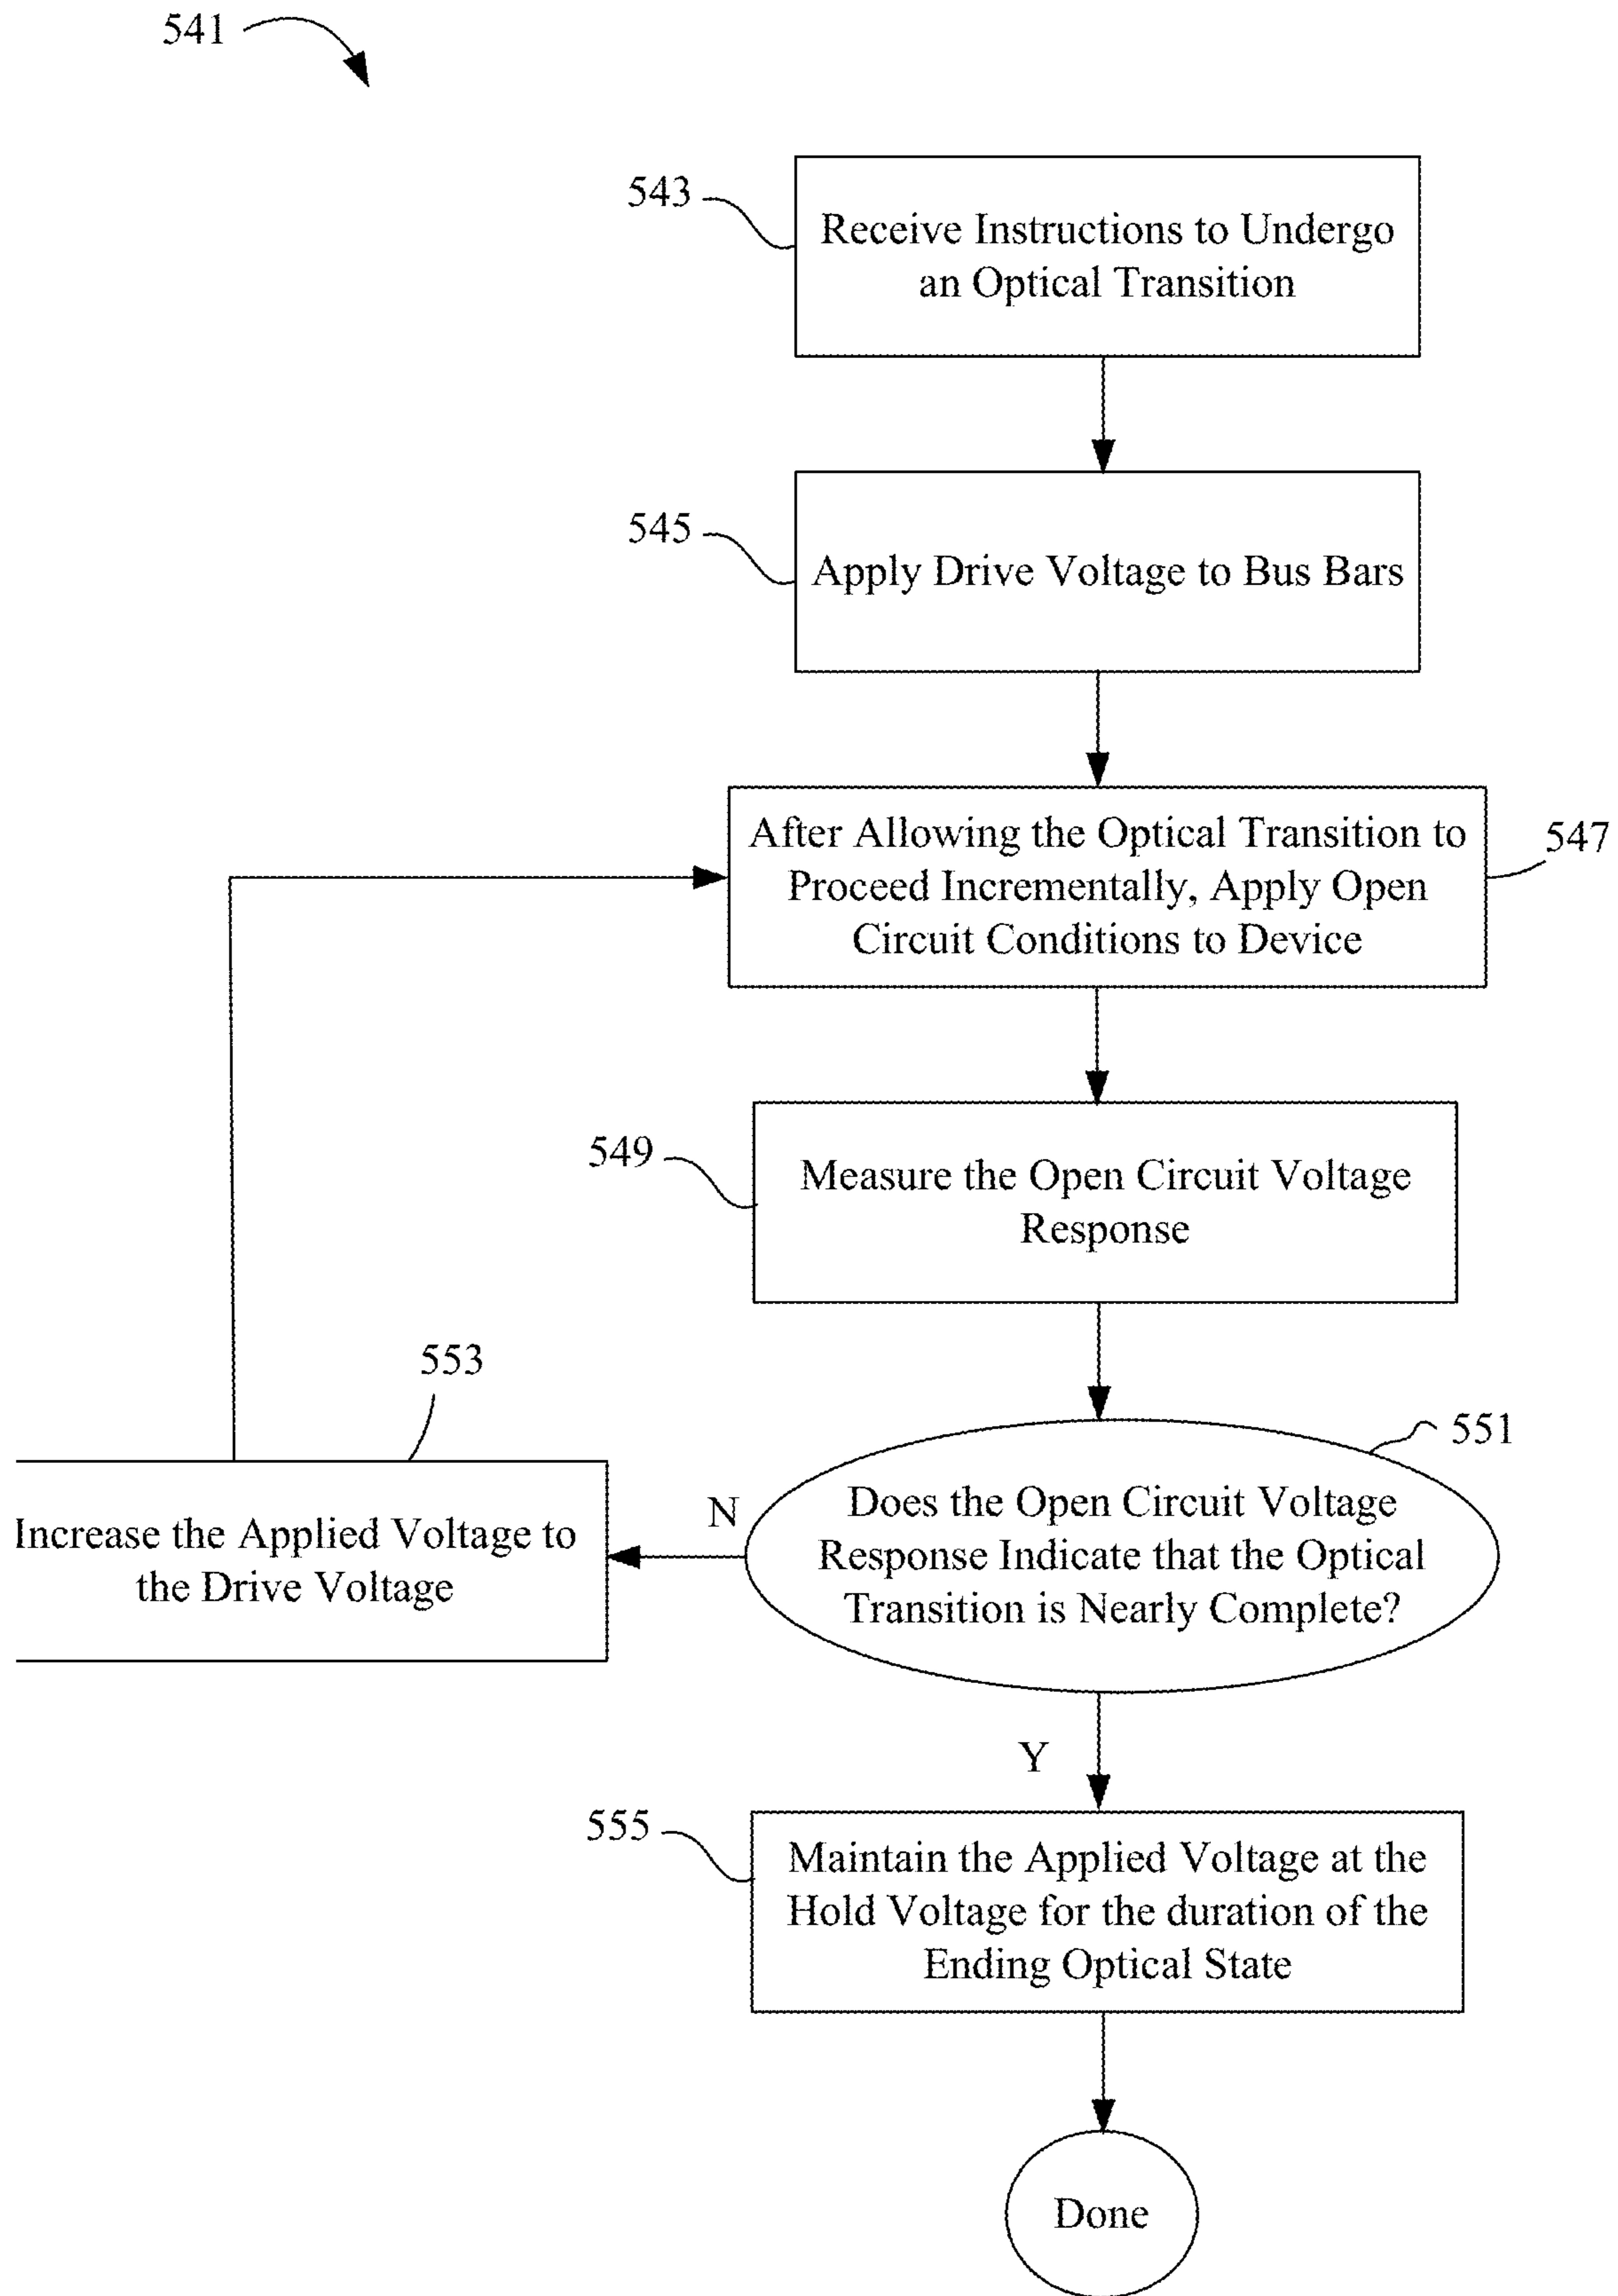 541
543
Receive Instructions to Undergo
an Optical Transition
545
Apply Drive Voltage to Bus Bars
After Allowing the Optical Transition to
Proceed Incrementally, Apply Open
Circuit Conditions to Device
547
549
Measure the Open Circuit Voltage
Response
553
Increase the Applied Voltage to
the Drive Voltage
N
551
Does the Open Circuit Voltage
Response Indicate that the Optical
Transition is Nearly Complete?
Y
555
Maintain the Applied Voltage at the
Hold Voltage for the duration of the
Ending Optical State
Done